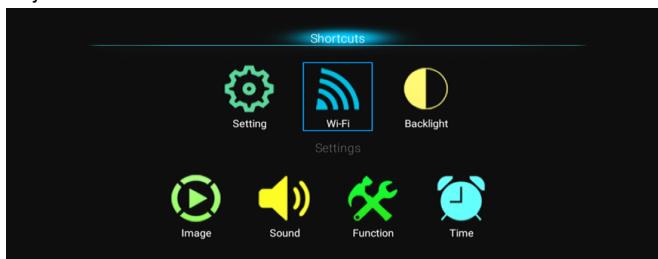 Shortcuts
Setting
Wi-Fi
Backlight
Settings
Image
Sound
Function
Time